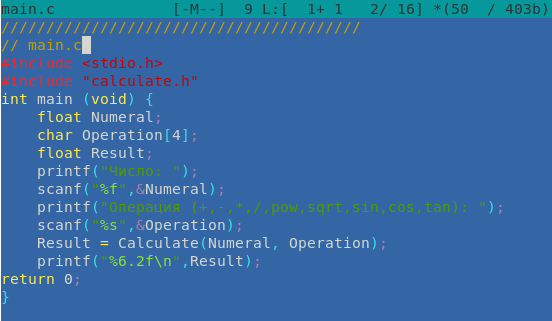 main.c [-M--] 9 L:[ 1+ 1 2/ 16] *(50 / 403b)
////////////////////////////////////////
// main.c
#include <stdio.h>
#include "calculate.h"
int main (void) {
    float Numeral;
    char Operation[4];
    float Result;
    printf("Число: ");
    scanf("%f",&Numeral);
    printf("Операция (+,-,*,/,pow,sqrt,sin,cos,tan): ");
    scanf("%s",&Operation);
    Result = Calculate(Numeral, Operation);
    printf("%6.2f\n",Result);
return 0;
}